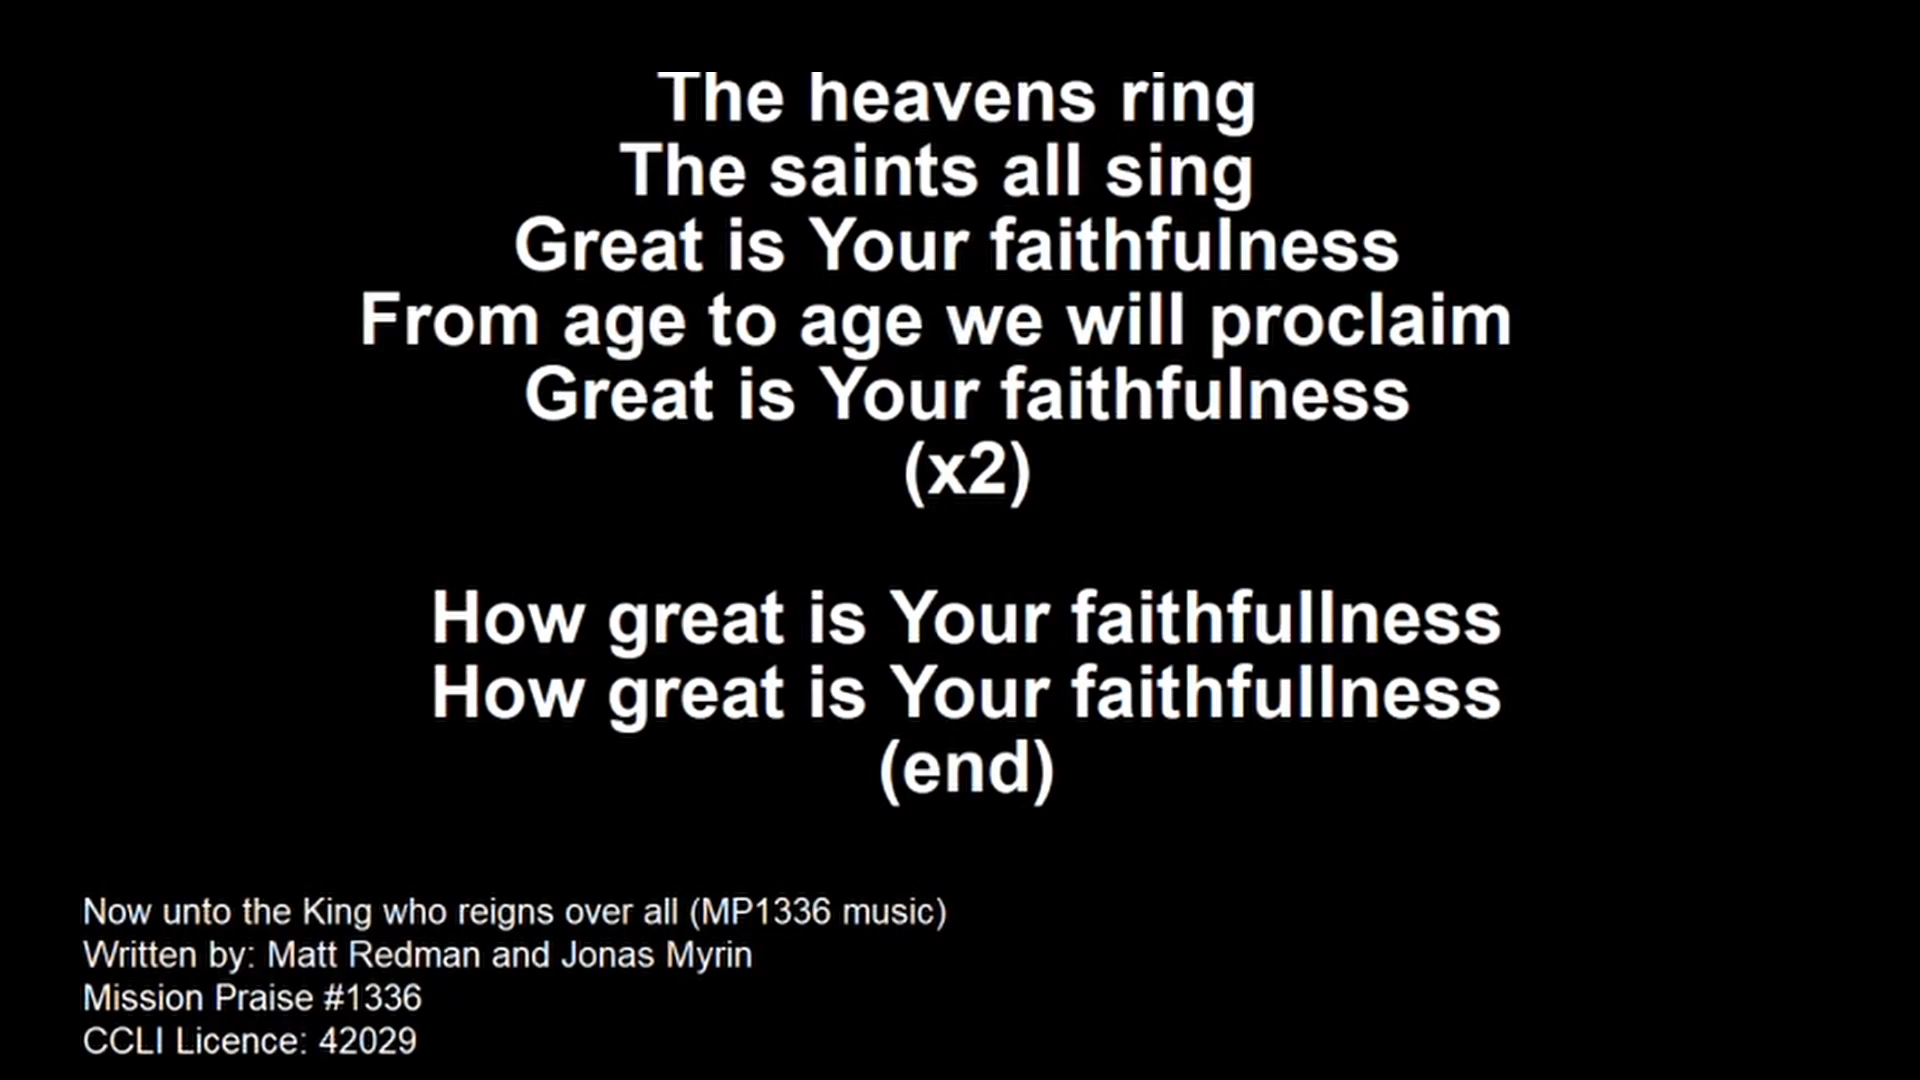 The heavens ring
The saints all sing
Great is Your faithfulness
From age to age we will proclaim
Great is Your faithfulness
(x2)
How great is Your faithfullness
How great is Your faithfullness
(end)
Now unto the King who reigns over all (MP1336 music)
Written by: Matt Redman and Jonas Myrin
Mission Praise #1336
CCLI Licence: 42029